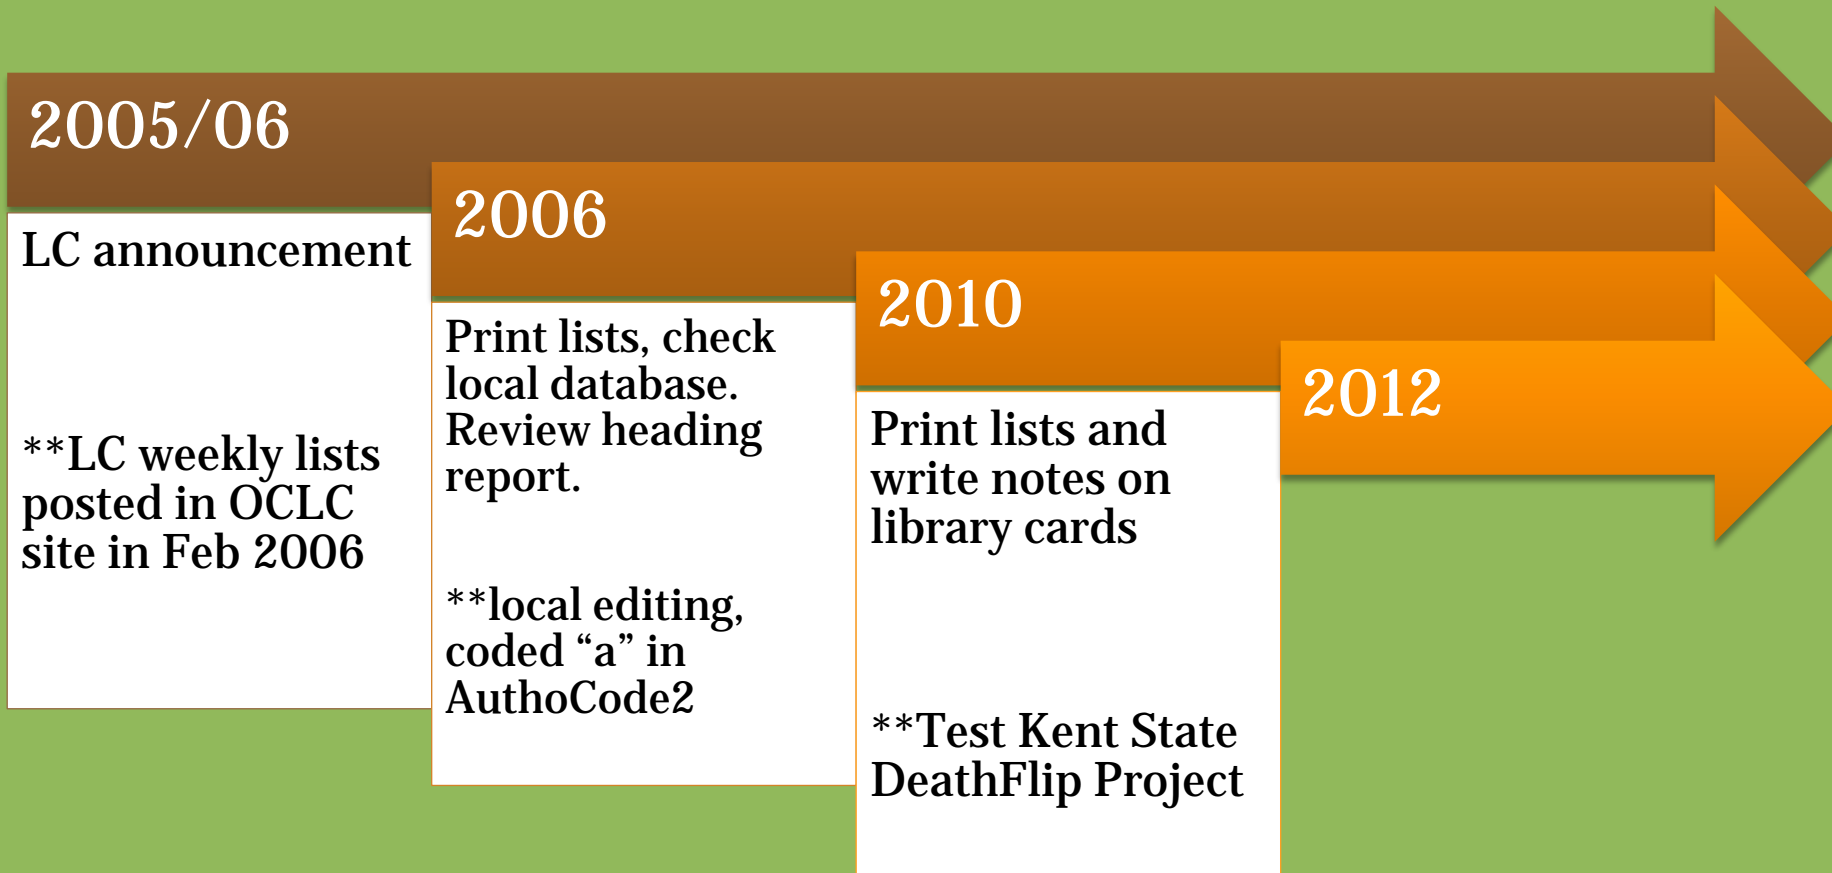 2005/06
LC announcement
**LC weekly lists
posted in OCLC
site in Feb 2006
2006
Print lists, check
local database.
Review heading
report.
**local editing,
coded “a” in
AuthoCode2
2010
Print lists and
write notes on
library cards
**Test Kent State
DeathFlip Project
2012